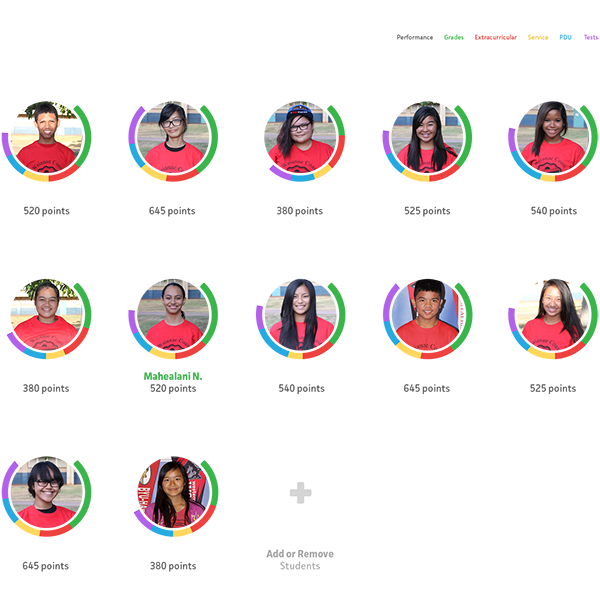 Performance Grades Extracurricular Service PDU Tests
520 points 645 points 380 points 525 points 540 points
Mahealani N.
380 points 520 points 540 points 645 points 525 points
645 points 380 points
Add or Remove
Students